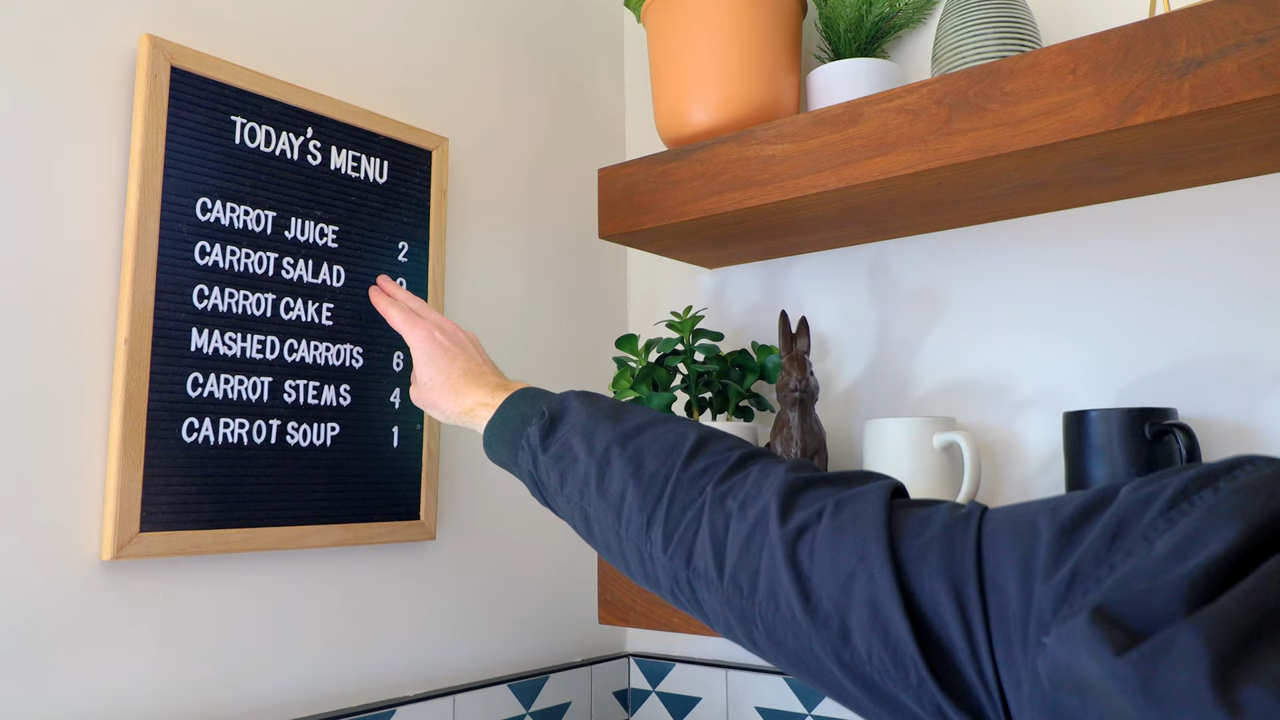 TODAY'S MENU
CARROT JUICE 2
CARROT SALAD
CARROT CAKE
MASHED CARROTS 6
CARROT STEMS 4
CARROT SOUP 1